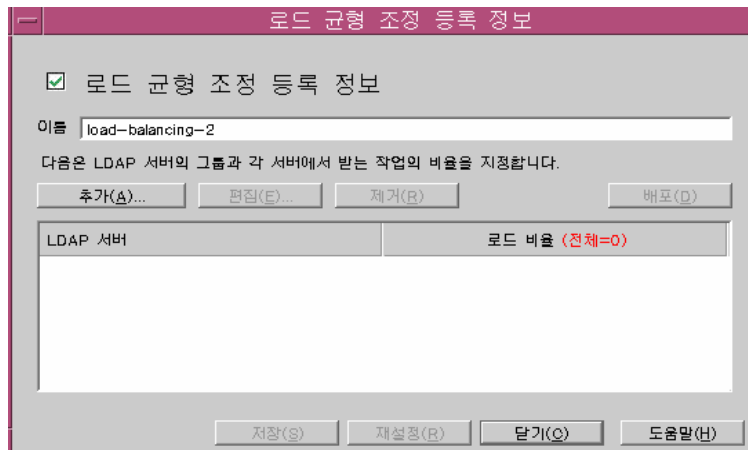 로드 균형 조정 등록 정보
로드 균형 조정 등록 정보
이름 load-balancing-2
다음은 LDAP 서버의 그룹과 각 서버에서 받는 작업의 비율을 지정합니다.
추가(A)... 편집(E)... 제거(R) 배포(D)
LDAP 서버 로드 비율 (전체=0)
저장(S) 재설정(R) 닫기(C) 도움말(H)